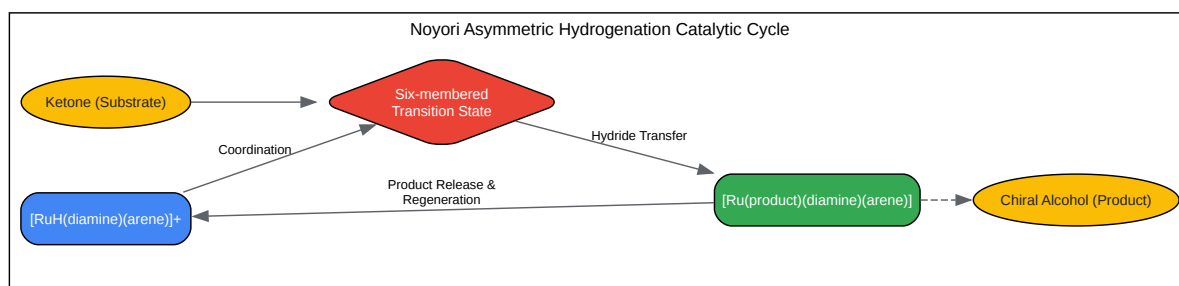 Noyori Asymmetric Hydrogenation Catalytic Cycle
Ketone (Substrate)
Six-membered
Transition State
Coordination
Hydride Transfer
Product Release &
Regeneration
[RuH(diamine)(arene)]+
[Ru(product)(diamine)(arene)]
Chiral Alcohol (Product)